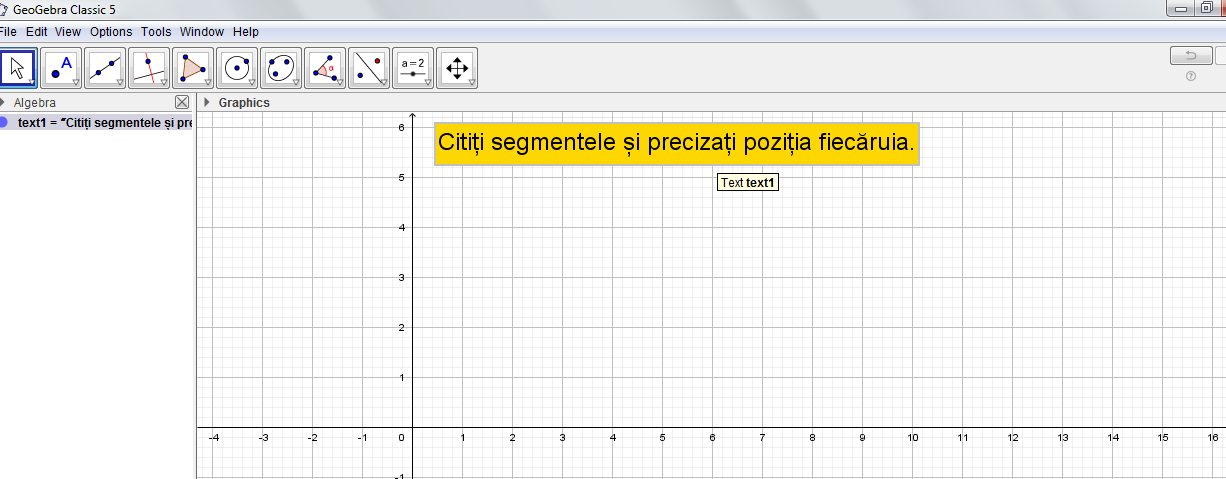 GeoGebra Classic 5
File Edit View Options Tools Window Help
A
α
a=2
Algebra
Graphics
text1 = "Citiți segmentele și pre
Citiți segmentele și precizați poziția fiecăruia.
Text text1
6
5
4
3
2
1
-4 -3 -2 -1 0 1 2 3 4 5 6 7 8 9 10 11 12 13 14 15 16
-1